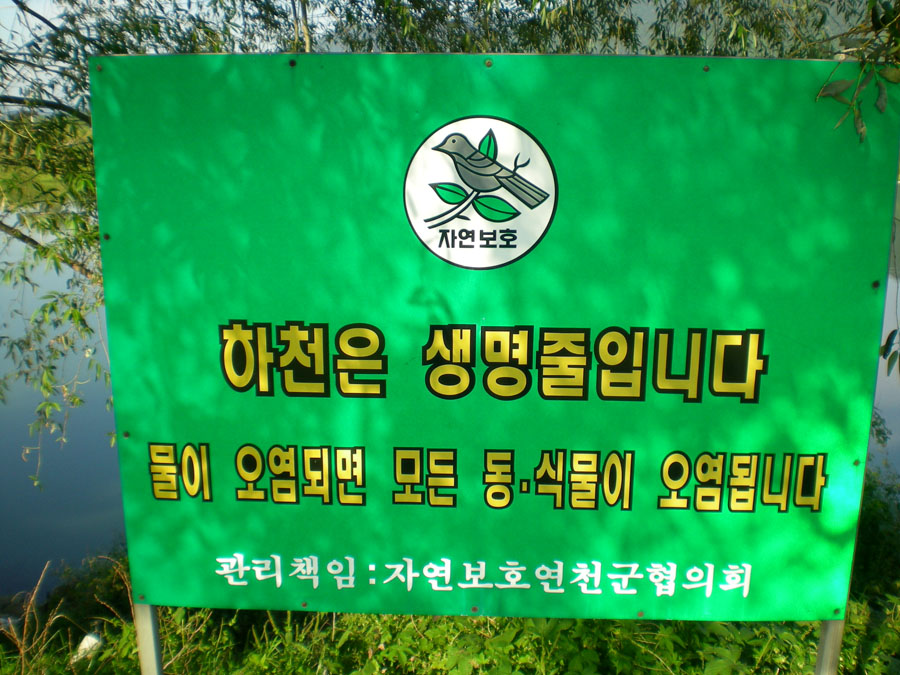 자연보호
하천은 생명줄입니다
물이 오염되면 모든 동·식물이 오염됩니다
관리책임:자연보호연천군협의회